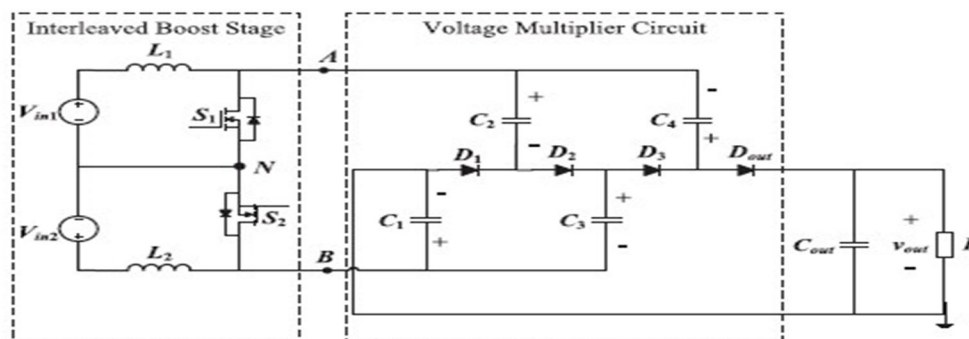 Interleaved Boost Stage
Voltage Multiplier Circuit
L1
A
Vin1
S1
+
-
C2
-
+
C4
N
D1
D2
D3
Dout
S2
Vin2
-
+
C1
+
-
C3
Cout
+
vout
-
L2
B